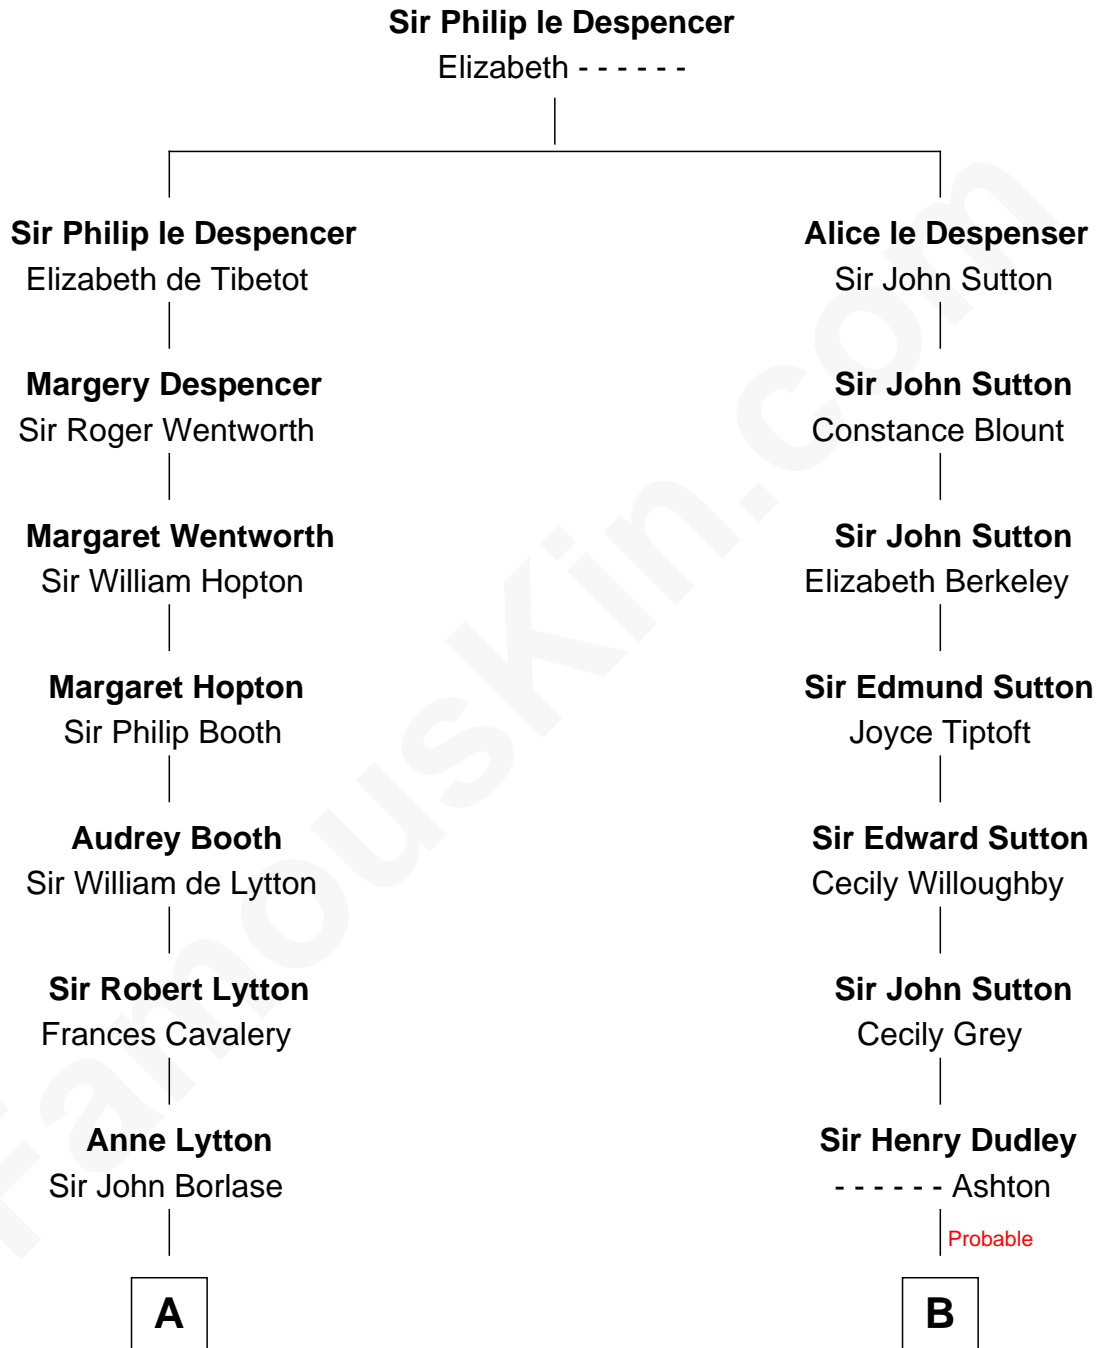 Sir Philip le Despencer
Elizabeth - - - - - -
Sir Philip le Despencer
Elizabeth de Tibetot
Alice le Despenser
Sir John Sutton
Margery Despencer
Sir Roger Wentworth
Sir John Sutton
Constance Blount
Margaret Wentworth
Sir William Hopton
Sir John Sutton
Elizabeth Berkeley
Margaret Hopton
Sir Philip Booth
Sir Edmund Sutton
Joyce Tiptoft
Audrey Booth
Sir William de Lytton
Sir Edward Sutton
Cecily Willoughby
Sir Robert Lytton
Frances Cavalery
Sir John Sutton
Cecily Grey
Anne Lytton
Sir John Borlase
Sir Henry Dudley
- - - - - - Ashton
Probable
A
B
FamousKin.com